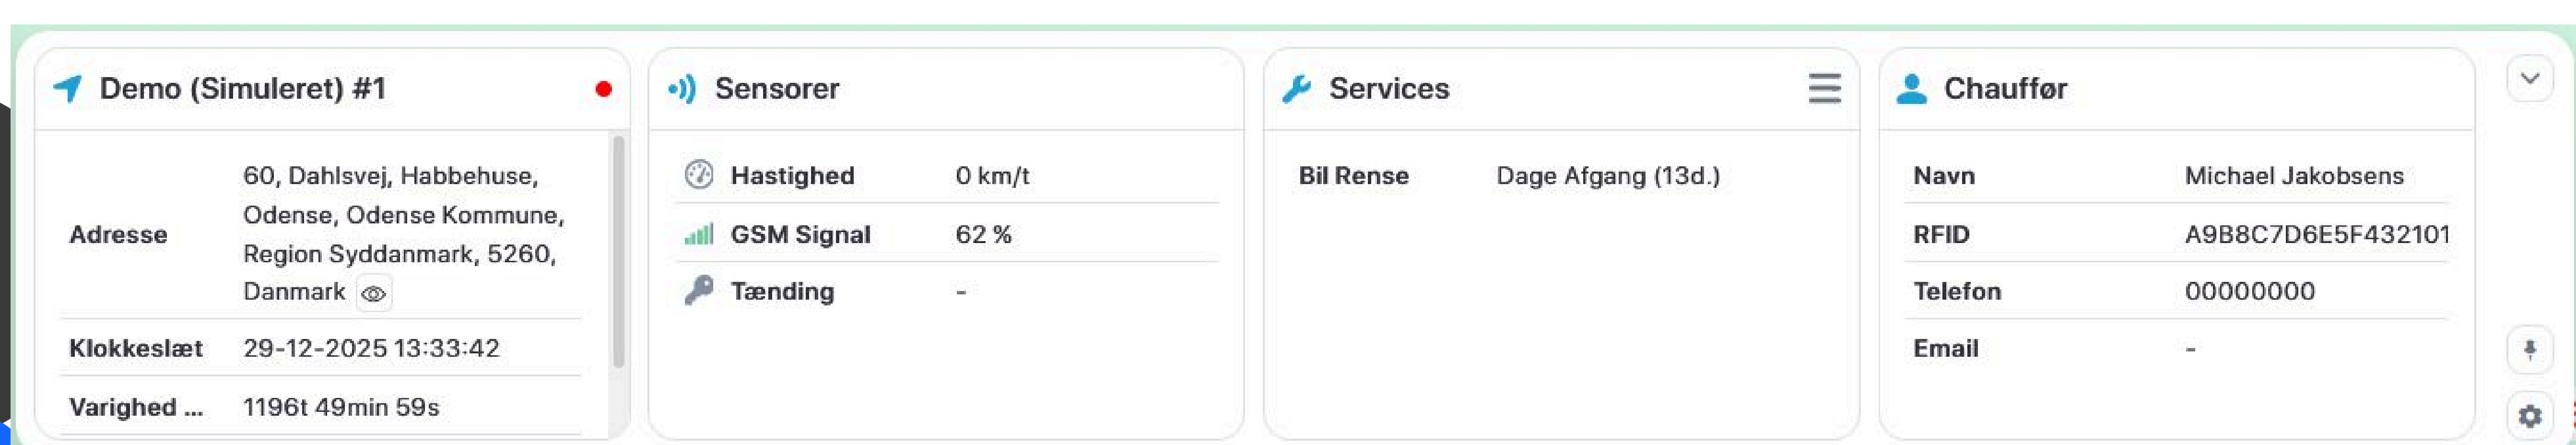 Demo (Simuleret) #1
Adresse
60, Dahlsvej, Habbehuse,
Odense, Odense Kommune,
Region Syddanmark, 5260,
Danmark
Klokkeslæt 29-12-2025 13:33:42
Varighed ... 1196t 49min 59s
Sensorer
Hastighed 0 km/t
GSM Signal 62 %
Tænding -
Services
Bil Rense Dage Afgang (13d.)
Chauffør
Navn Michael Jakobsens
RFID A9B8C7D6E5F432101
Telefon 00000000
Email -